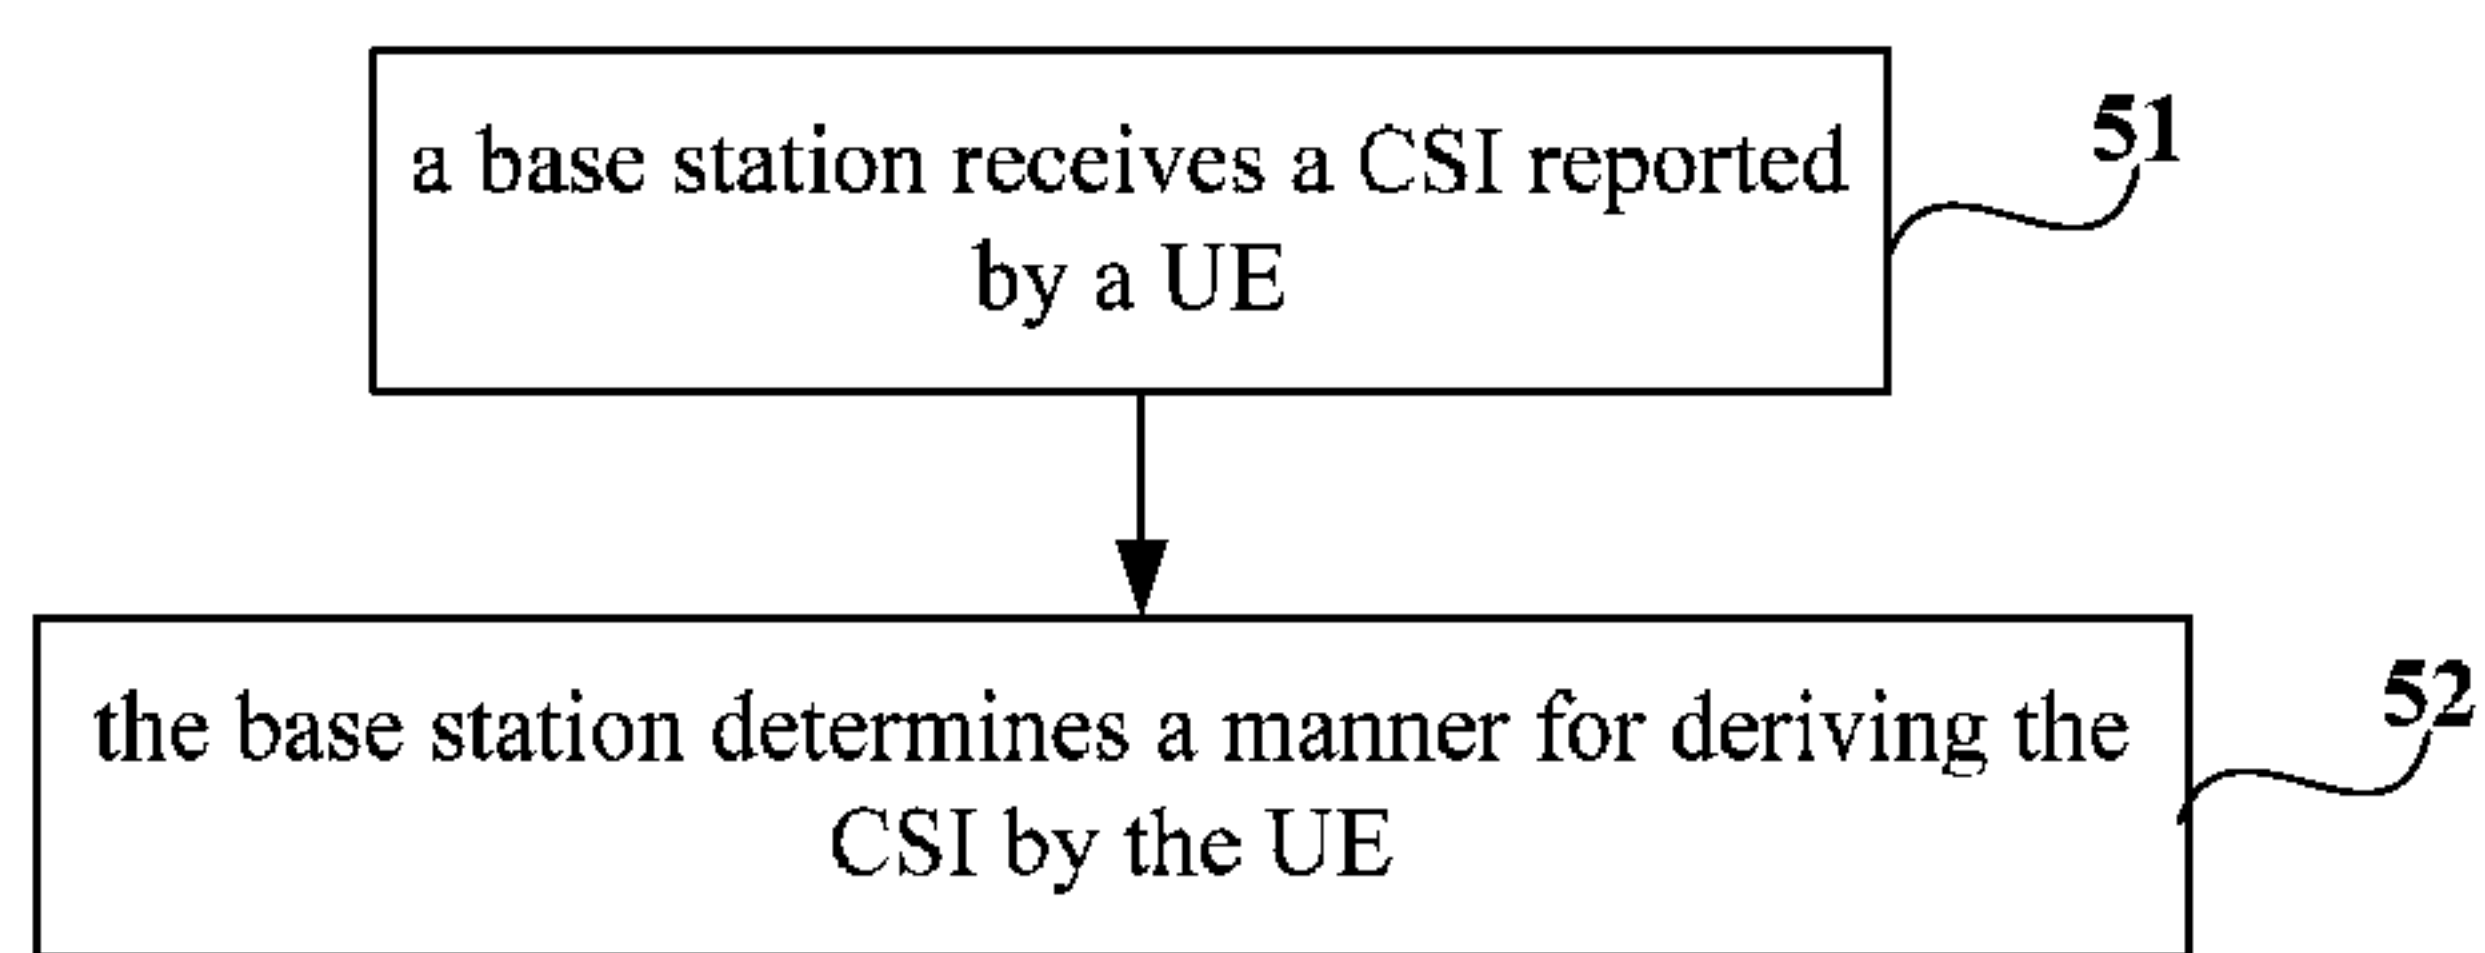 a base station receives a CSI reported
51
by a UE
the base station determines a manner for deriving the
52
CSI by the UE